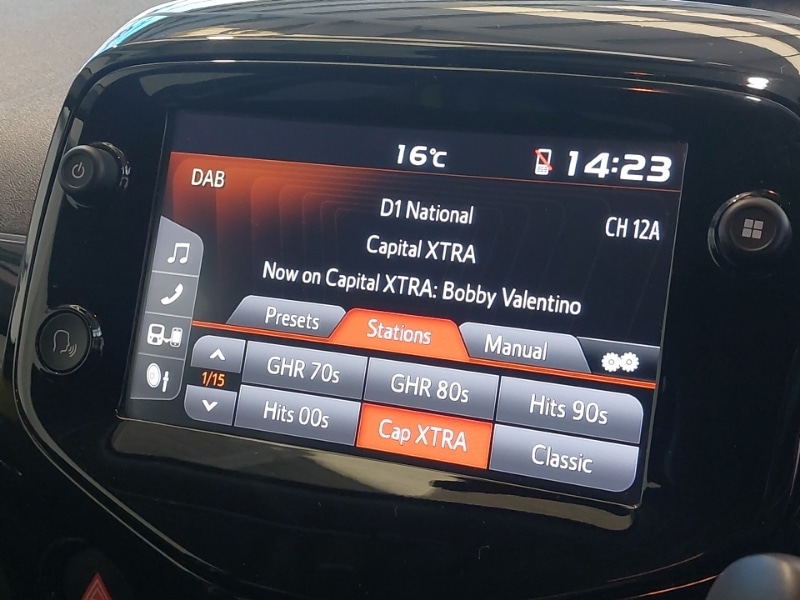 16°C 14:23
DAB
D1 National
CH 12A
Capital XTRA
Now on Capital XTRA: Bobby Valentino
Presets Stations Manual
1/15
GHR 70s GHR 80s Hits 90s
Hits 00s Cap XTRA Classic